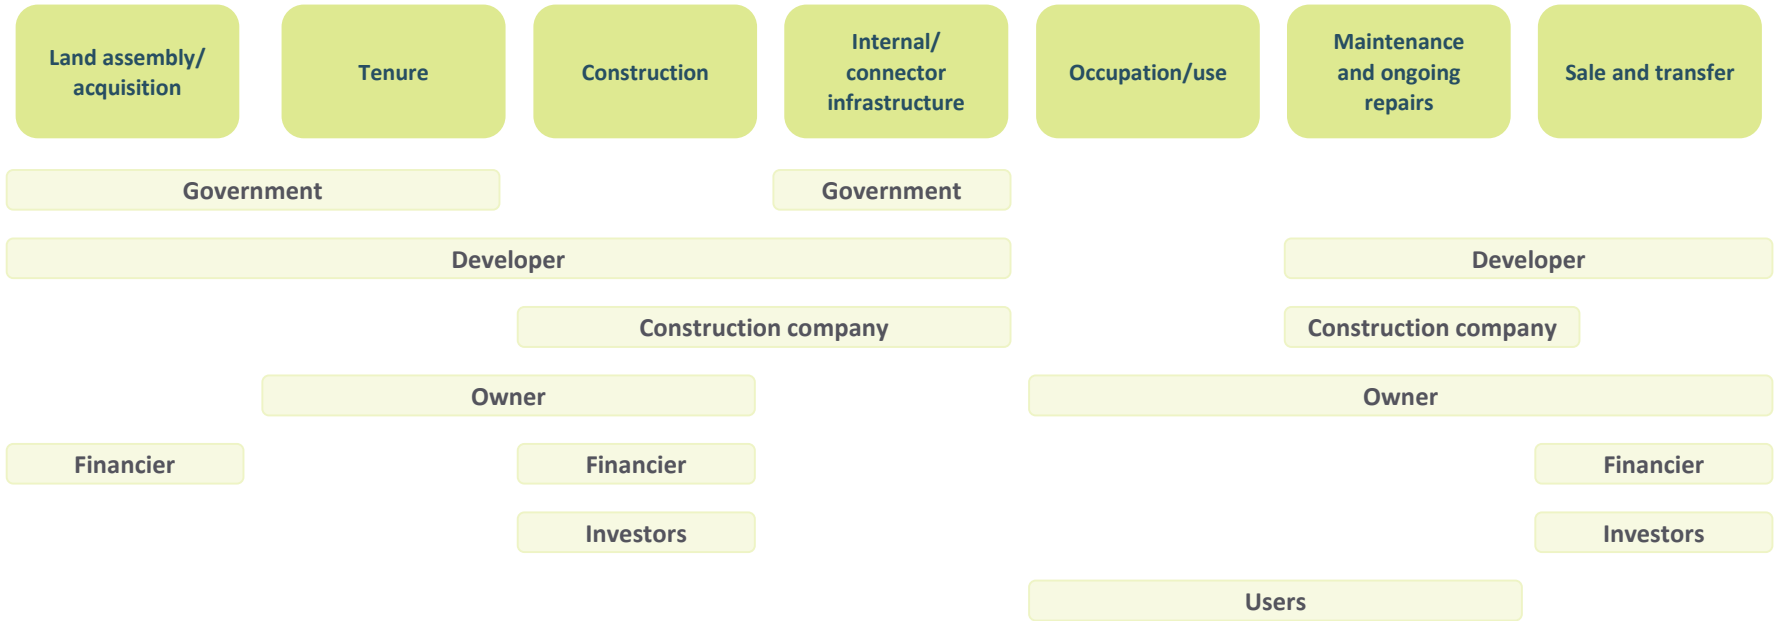 Land assembly/
acquisition
Tenure
Construction
Internal/
connector
infrastructure
Occupation/use
Maintenance
and ongoing
repairs
Sale and transfer
Government
Government
Developer
Developer
Construction company
Construction company
Owner
Owner
Financier
Financier
Financier
Investors
Investors
Users